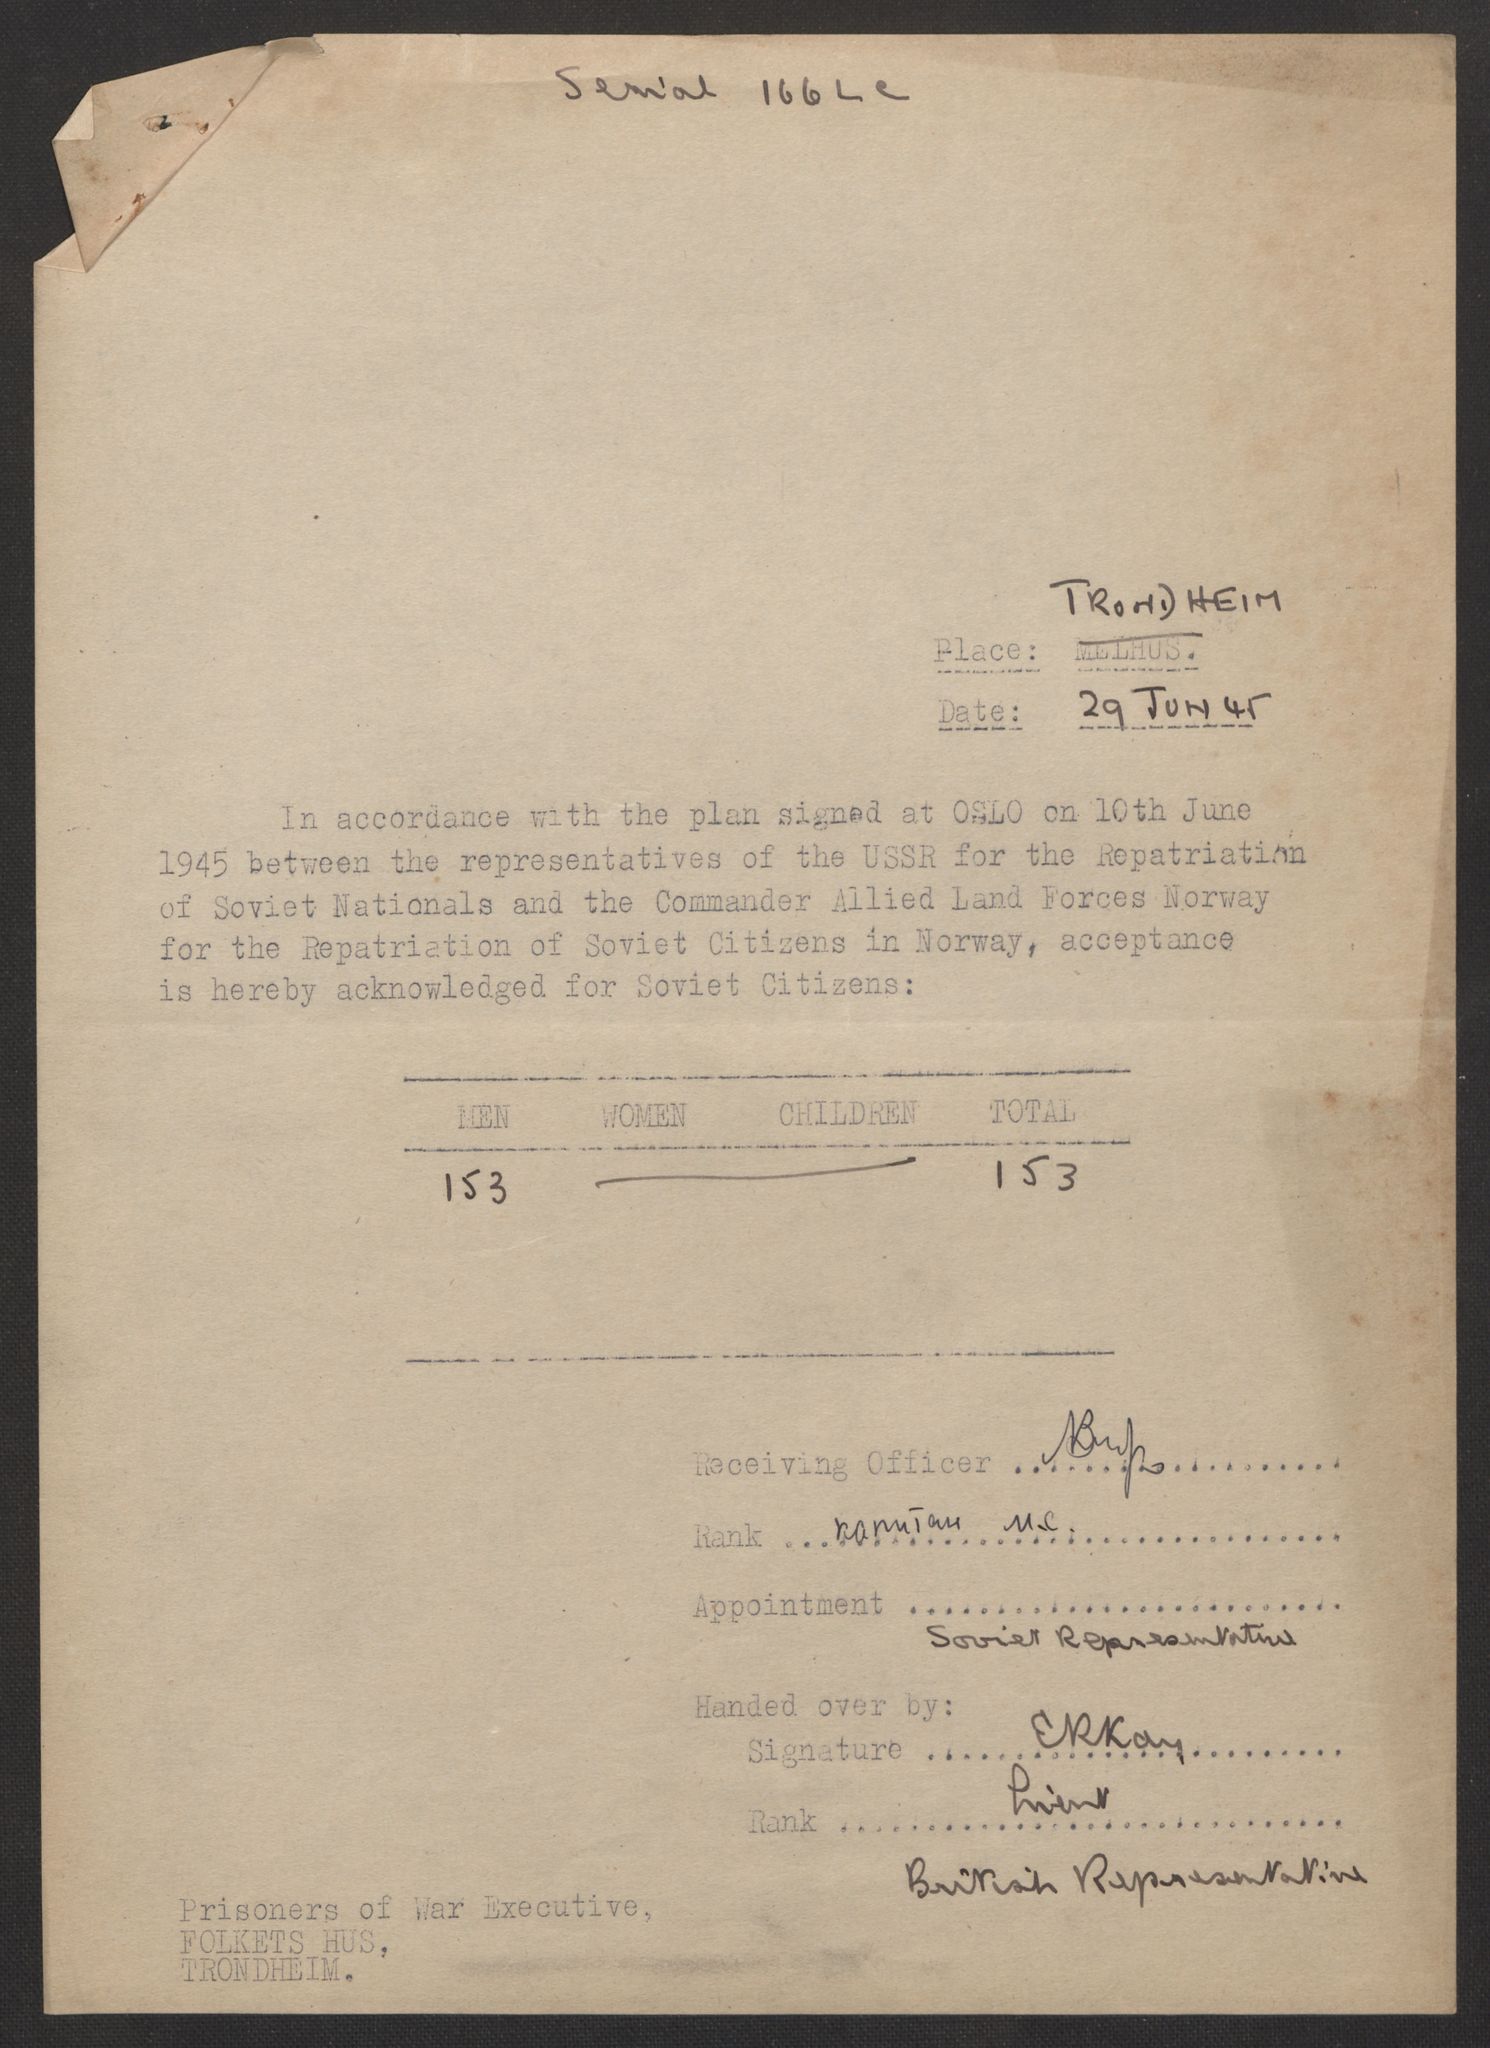 Serial 166 L C
TRONDHEIM
Place: MELHUS.
Date: 29 JUN 45
In accordance with the plan signed at OSLO on 10th June
1945 between the representatives of the USSR for the Repatriation
of Soviet Nationals and the Commander Allied Land Forces Norway
for the Repatriation of Soviet Citizens in Norway, acceptance
is hereby acknowledged for Soviet Citizens:
MEN WOMEN CHILDREN TOTAL
153 — 153
Receiving Officer ..............................
Rank ...капитан м.с...............................
Appointment ..............................
Soviet Representative
Handed over by:
Signature ....ERKay....................
Rank ..........Lieut....................
British Representative
Prisoners of War Executive,
FOLKETS HUS,
TRONDHEIM.